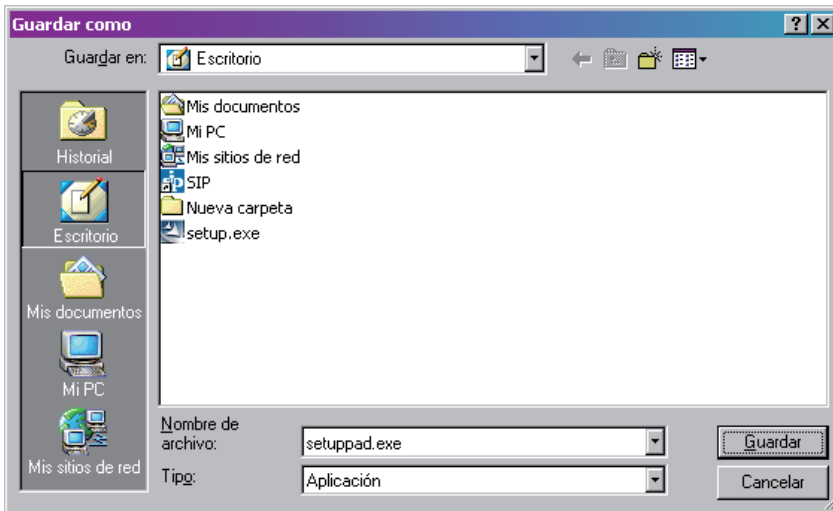 Guardar como
Guardar en:
Escritorio
Historial
Escritorio
Mis documentos
Mi PC
Mis sitios de red
Mis documentos
Mi PC
Mis sitios de red
SIP
Nueva carpeta
setup.exe
Nombre de
archivo:
setuppad.exe
Guardar
Tipo:
Aplicación
Cancelar